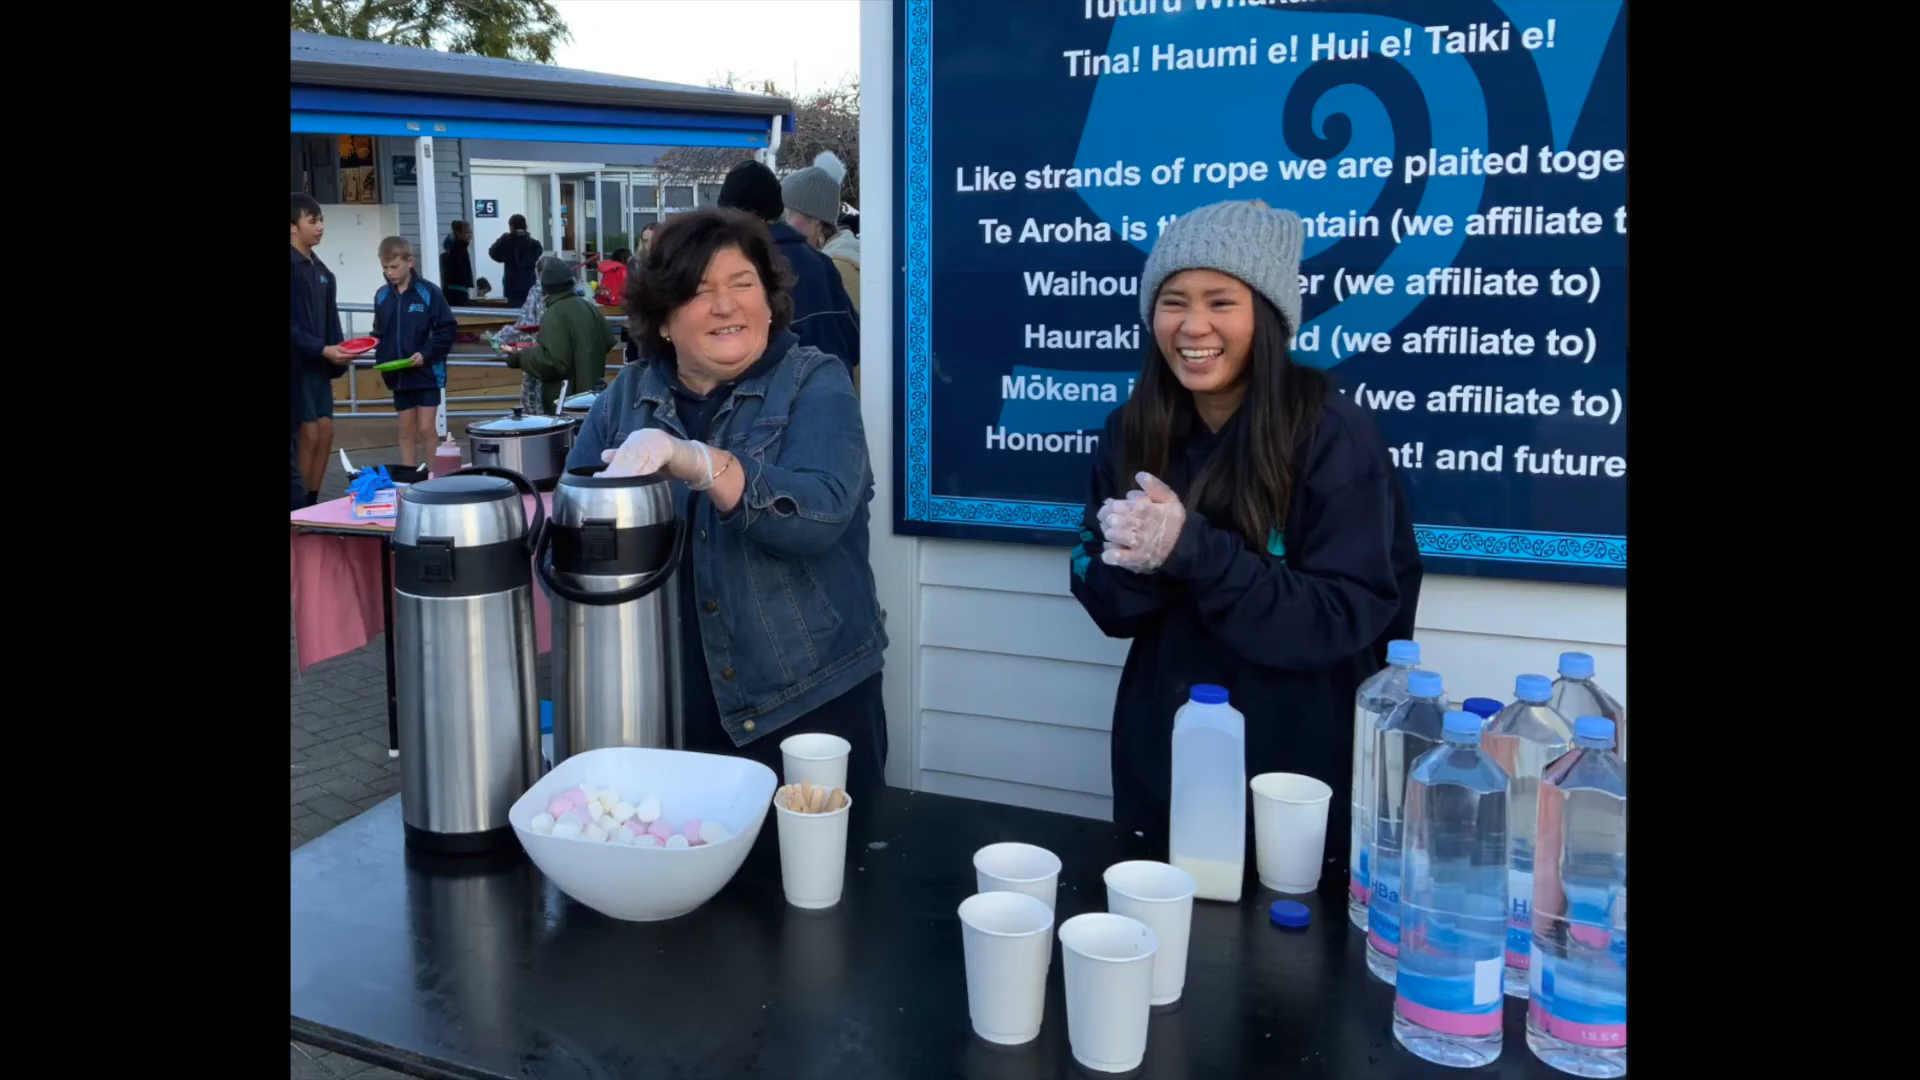 Tina! Haumi e! Hui e! Taiki e!
Like strands of rope we are plaited toge
Te Aroha is ntain (we affiliate t
Waihou er (we affiliate to)
Hauraki d (we affiliate to)
Mōkena (we affiliate to)
Honorin nt! and future
5